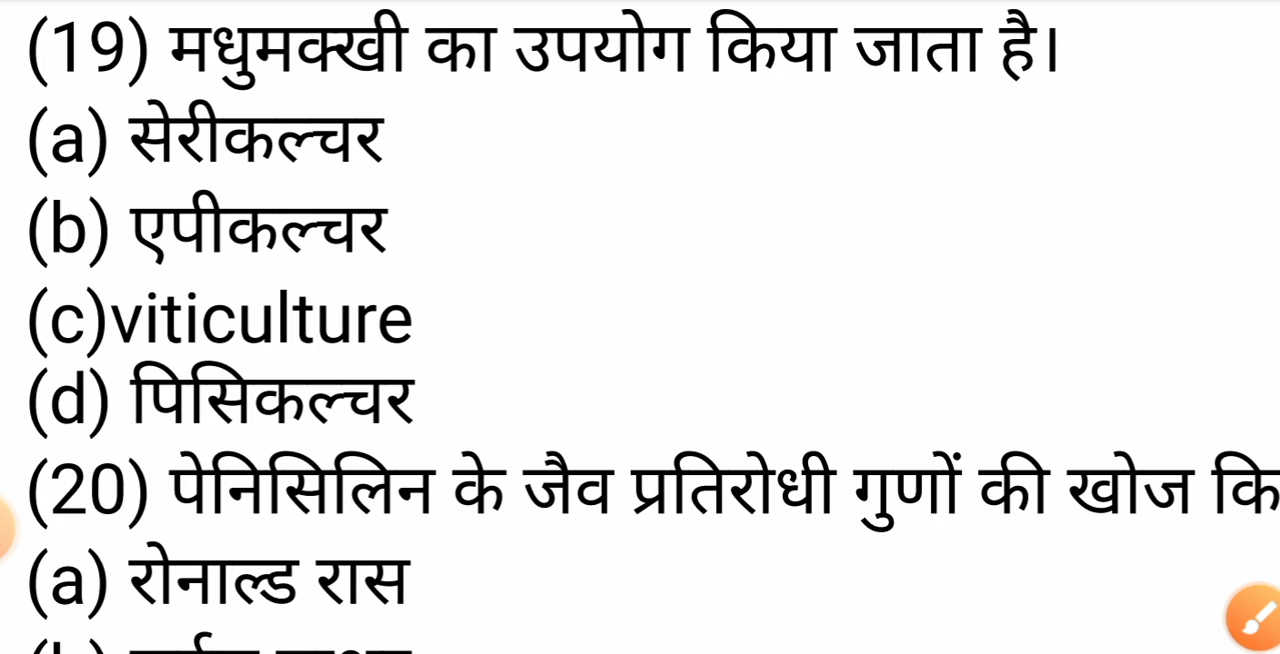 (19) मधुमक्खी का उपयोग किया जाता है।
(a) सेरीकल्चर
(b) एपीकल्चर
(c)viticulture
(d) पिसिकल्चर
(20) पेनिसिलिन के जैव प्रतिरोधी गुणों की खोज कि
(a) रोनाल्ड रास